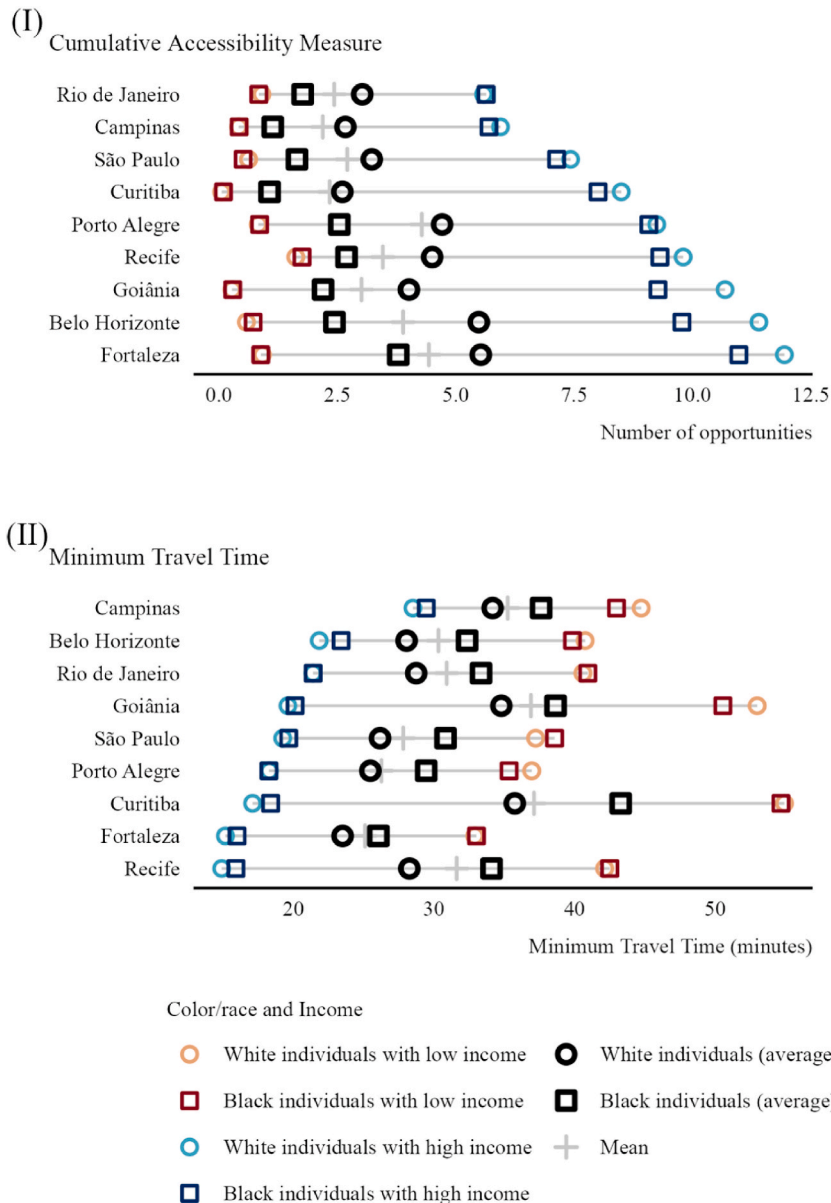 (I)
Cumulative Accessibility Measure
Rio de Janeiro
Campinas
São Paulo
Curitiba
Porto Alegre
Recife
Goiânia
Belo Horizonte
Fortaleza
0.0 2.5 5.0 7.5 10.0 12.5
Number of opportunities
(II)
Minimum Travel Time
Campinas
Belo Horizonte
Rio de Janeiro
Goiânia
São Paulo
Porto Alegre
Curitiba
Fortaleza
Recife
20 30 40 50
Minimum Travel Time (minutes)
Color/race and Income
White individuals with low income White individuals (average
Black individuals with low income Black individuals (average
White individuals with high income Mean
Black individuals with high income